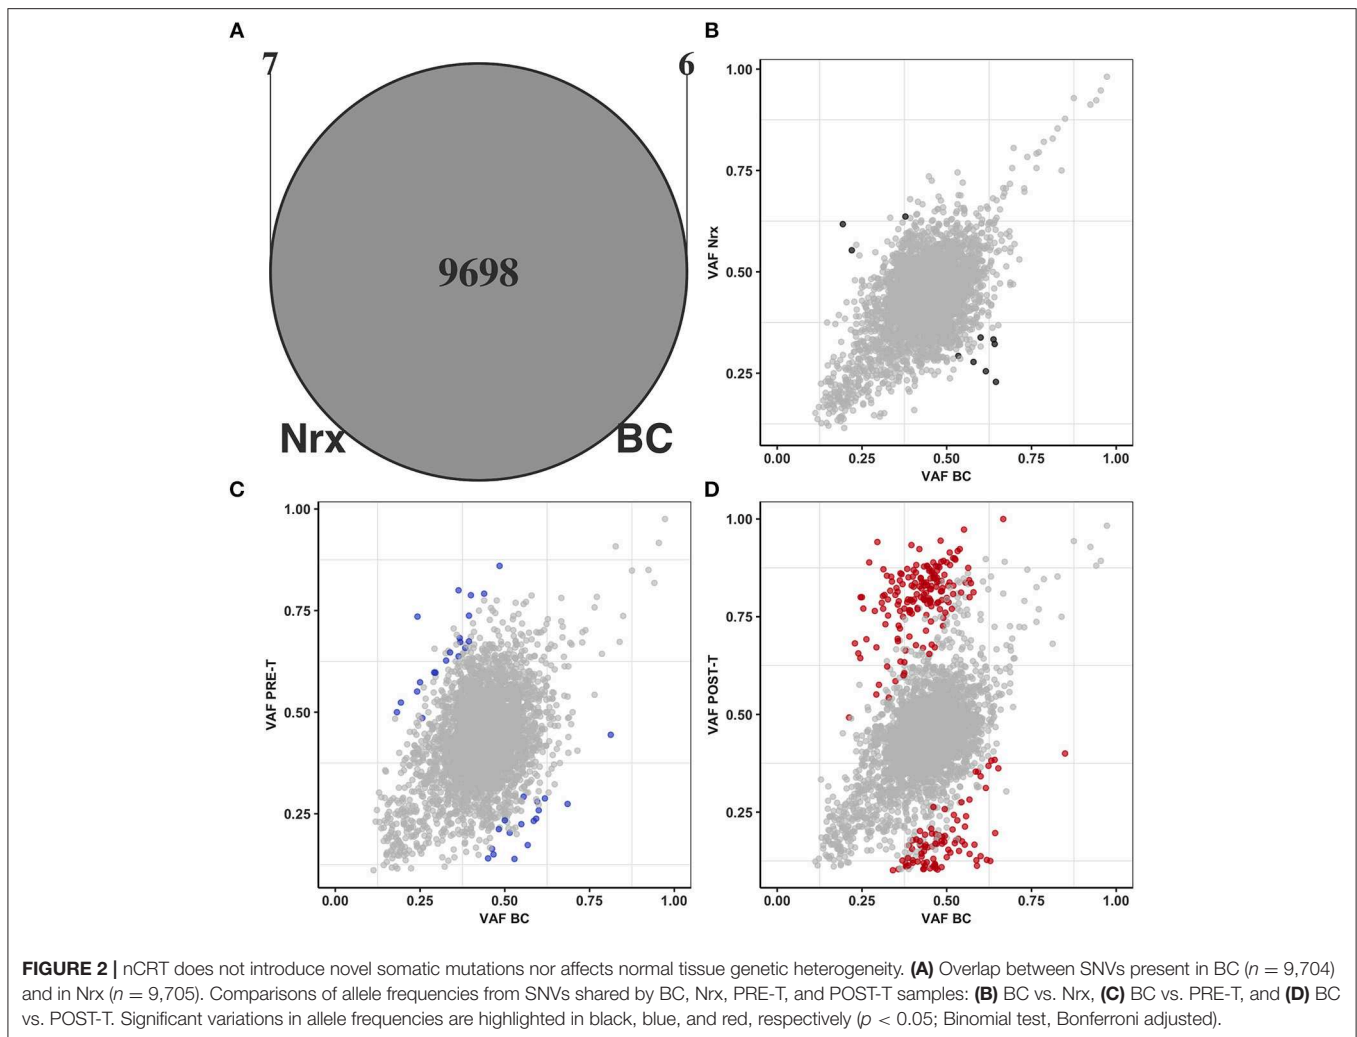 A
7
6
9698
Nrx
BC
B
1.00
0.75
0.50
0.25
VAF Nrx
0.00 0.25 0.50 0.75 1.00
VAF BC
C
1.00
0.75
0.50
0.25
VAF PRE-T
0.00 0.25 0.50 0.75 1.00
VAF BC
D
1.00
0.75
0.50
0.25
VAF POST-T
0.00 0.25 0.50 0.75 1.00
VAF BC
FIGURE 2 | nCRT does not introduce novel somatic mutations nor affects normal tissue genetic heterogeneity. (A) Overlap between SNVs present in BC (n = 9,704)
and in Nrx (n = 9,705). Comparisons of allele frequencies from SNVs shared by BC, Nrx, PRE-T, and POST-T samples: (B) BC vs. Nrx, (C) BC vs. PRE-T, and (D) BC
vs. POST-T. Significant variations in allele frequencies are highlighted in black, blue, and red, respectively (p < 0.05; Binomial test, Bonferroni adjusted).